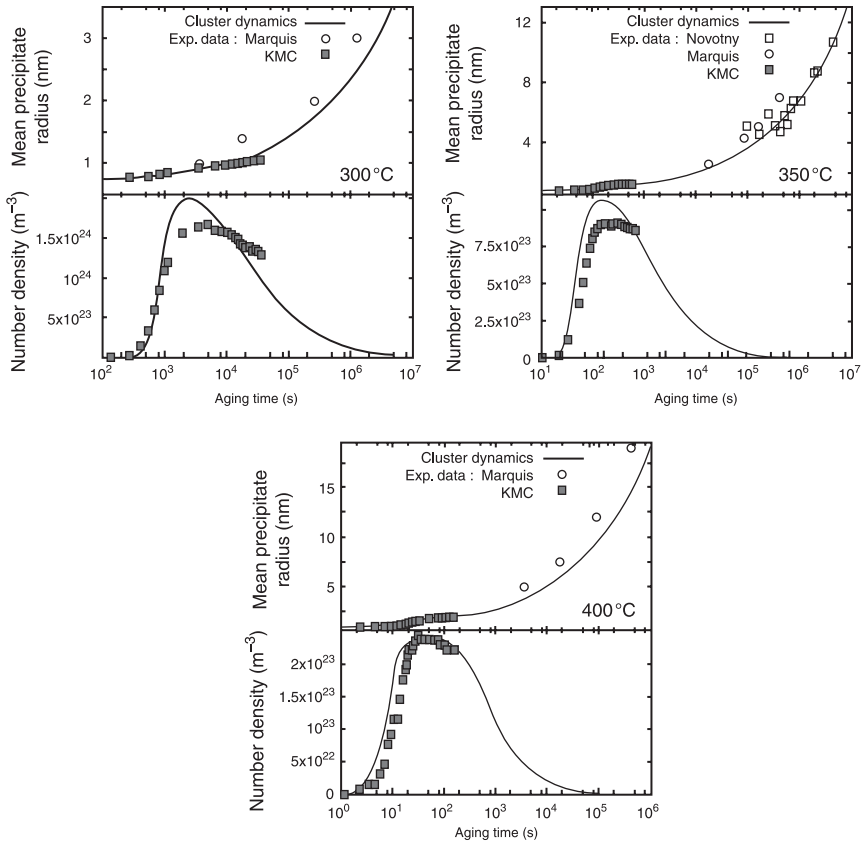 Cluster dynamics
Exp. data : Marquis
KMC
3
2
1
Mean precipitate
radius (nm)
300 °C
Number density (m⁻³)
1.5x10²⁴
10²⁴
5x10²³
10² 10³ 10⁴ 10⁵ 10⁶ 10⁷
Aging time (s)
Cluster dynamics
Exp. data : Novotny
Marquis
KMC
12
8
4
Mean precipitate
radius (nm)
350 °C
Number density (m⁻³)
7.5x10²³
5x10²³
2.5x10²³
0
10¹ 10² 10³ 10⁴ 10⁵ 10⁶ 10⁷
Aging time (s)
Cluster dynamics
Exp. data : Marquis
KMC
15
10
5
Mean precipitate
radius (nm)
400 °C
Number density (m⁻³)
2x10²³
1.5x10²³
10²³
5x10²²
0
10⁰ 10¹ 10² 10³ 10⁴ 10⁵ 10⁶
Aging time (s)